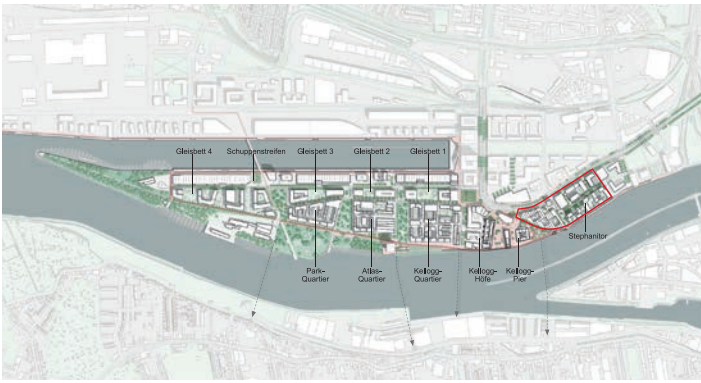 Gleisbett 4
Schuppenstreifen
Gleisbett 3
Gleisbett 2
Gleisbett 1
Stephanitor
Park-
Quartier
Atlas-
Quartier
Kellogg-
Quartier
Kellogg-
Höfe
Kellogg-
Pier